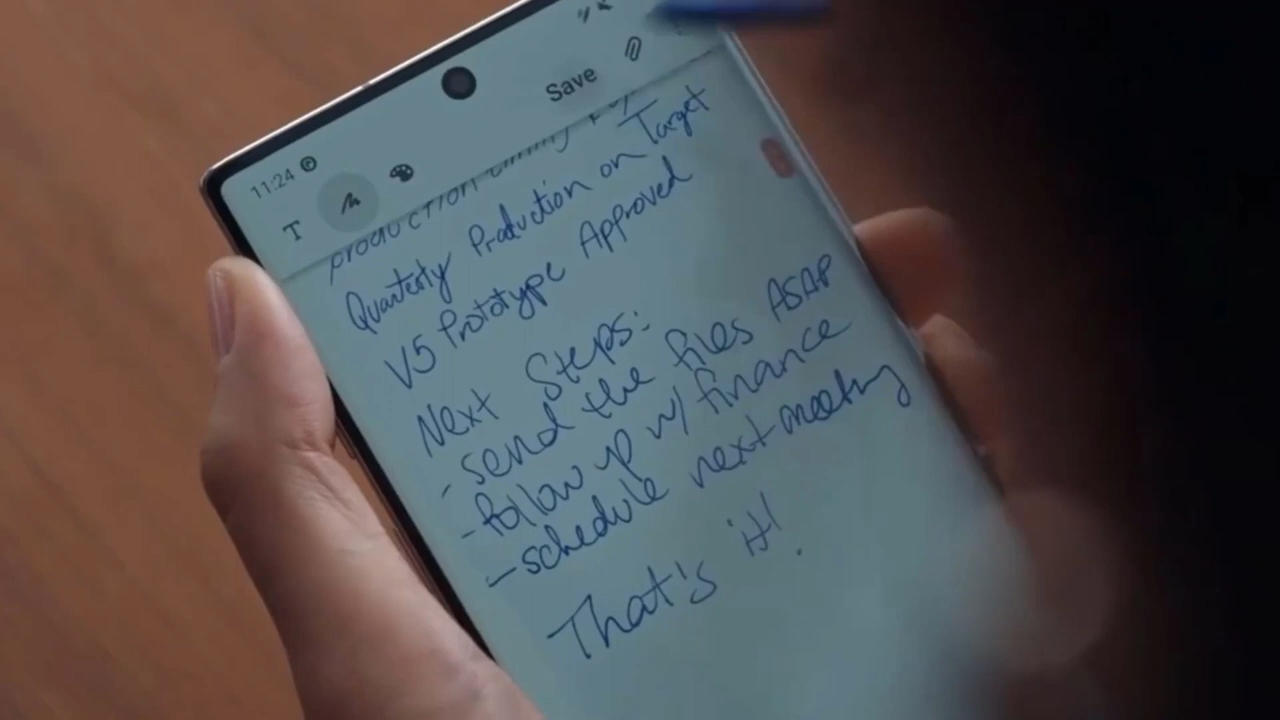 Save
11:24
T
production
Quarterly Production on Target
V5 Prototype Approved
Next Steps:
- send the files ASAP
- follow up w/ finance
- schedule next meeting
That's it!